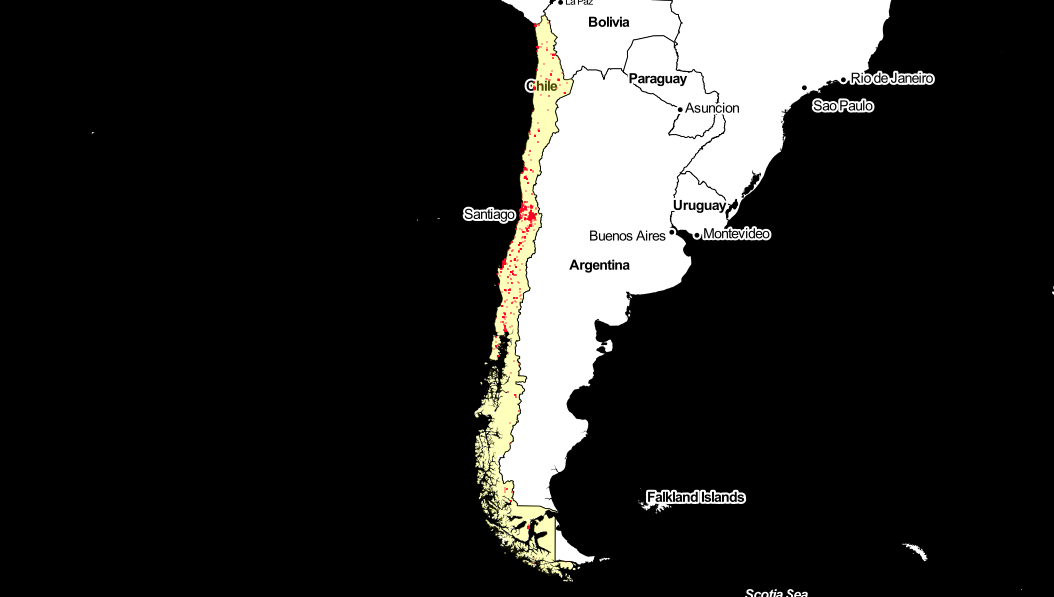 La Paz
Bolivia
Paraguay
Chile
Rio de Janeiro
Sao Paulo
Asuncion
Uruguay
Santiago
Buenos Aires
Montevideo
Argentina
Falkland Islands
Scotia Sea